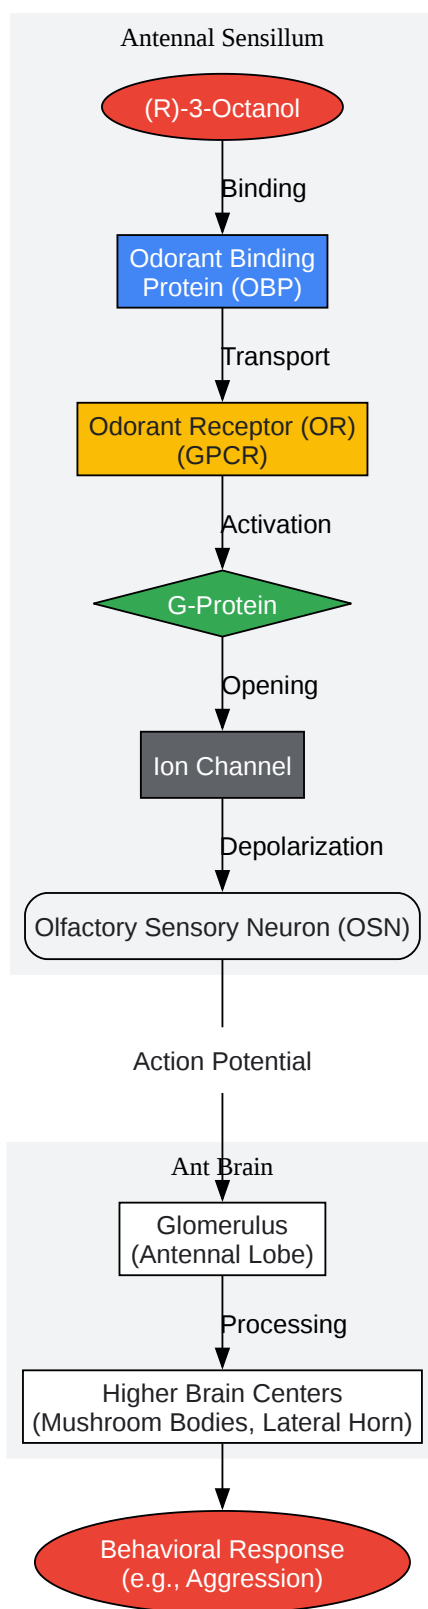 Antennal Sensillum
(R)-3-Octanol
Binding
Odorant Binding
Protein (OBP)
Transport
Odorant Receptor (OR)
(GPCR)
Activation
G-Protein
Opening
Ion Channel
Depolarization
Olfactory Sensory Neuron (OSN)
Action Potential
Ant Brain
Glomerulus
(Antennal Lobe)
Processing
Higher Brain Centers
(Mushroom Bodies, Lateral Horn)
Behavioral Response
(e.g., Aggression)